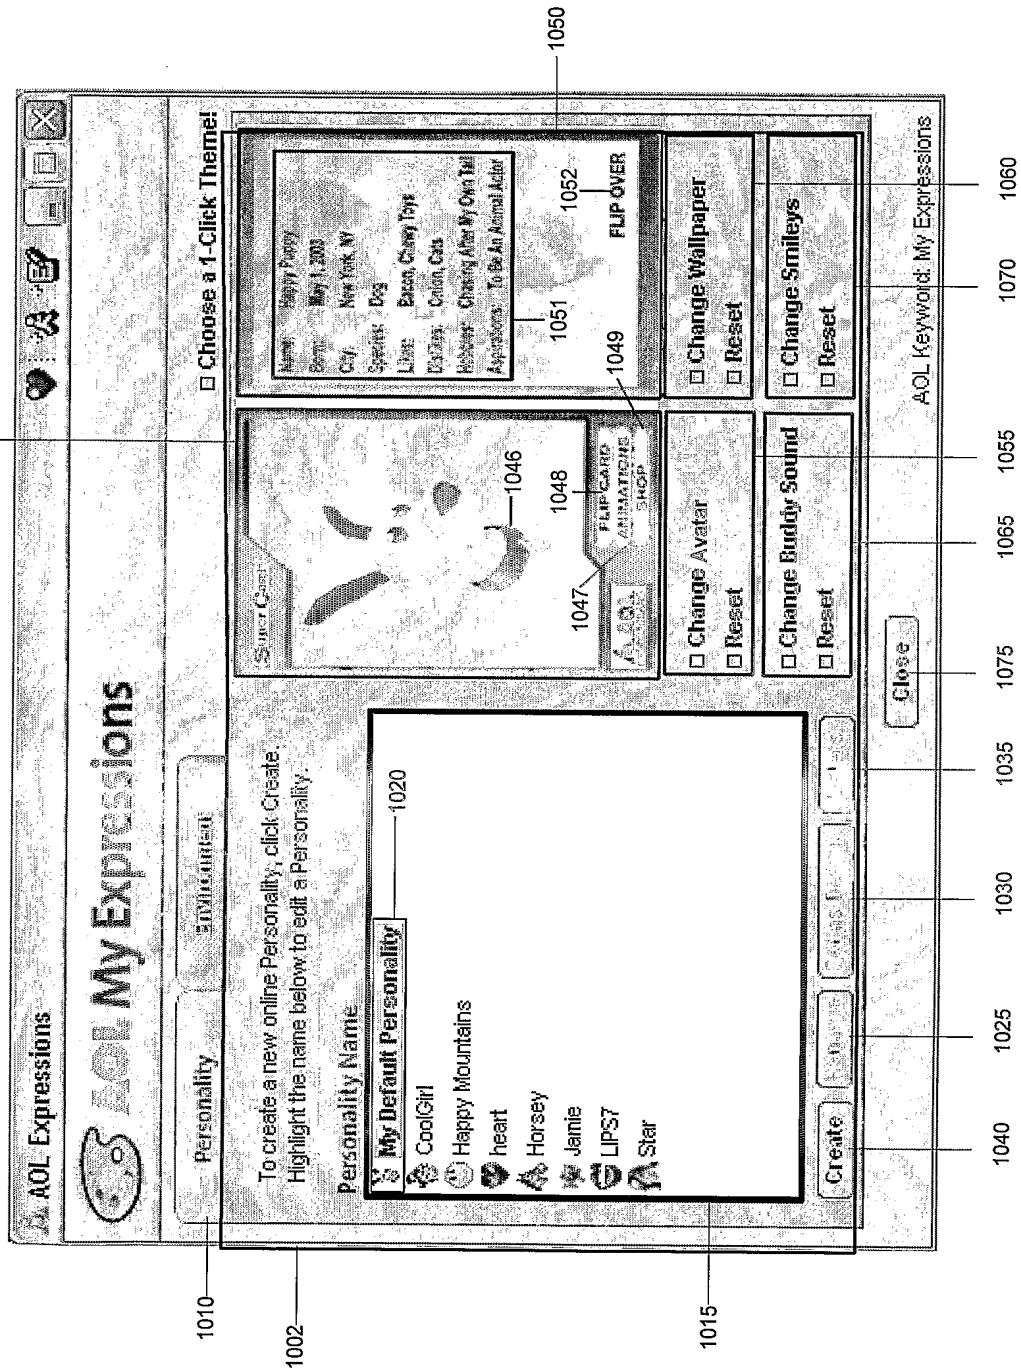 AOL Expressions
AOL My Expressions
Choose a 1-Click Theme!
Personality
Environment
To create a new online Personality, click Create.
Highlight the name below to edit a Personality.
Personality Name
My Default Personality
CoolGirl
Happy Mountains
heart
Horsey
Jamie
LIPS7
Star
Create
Super Card
AOL
FLIP CARD
ANIMATIONS
SHOP
Name: Happy Puppy
Born: May 1, 2003
City: New York, NY
Species: Dog
Likes: Bacon, Chewy Toys
Dislikes: Onion, Cats
Hobbies: Chasing After My Own Tail
Aspirations: To Be An Animal Actor
FLIP OVER
Change Avatar
Reset
Change Wallpaper
Reset
Change Buddy Sound
Reset
Change Smileys
Reset
Close
AOL Keyword: My Expressions
1010
1002
1015
1020
1040
1025
1030
1035
1075
1065
1055
1070
1060
1046
1047
1048
1049
1050
1051
1052